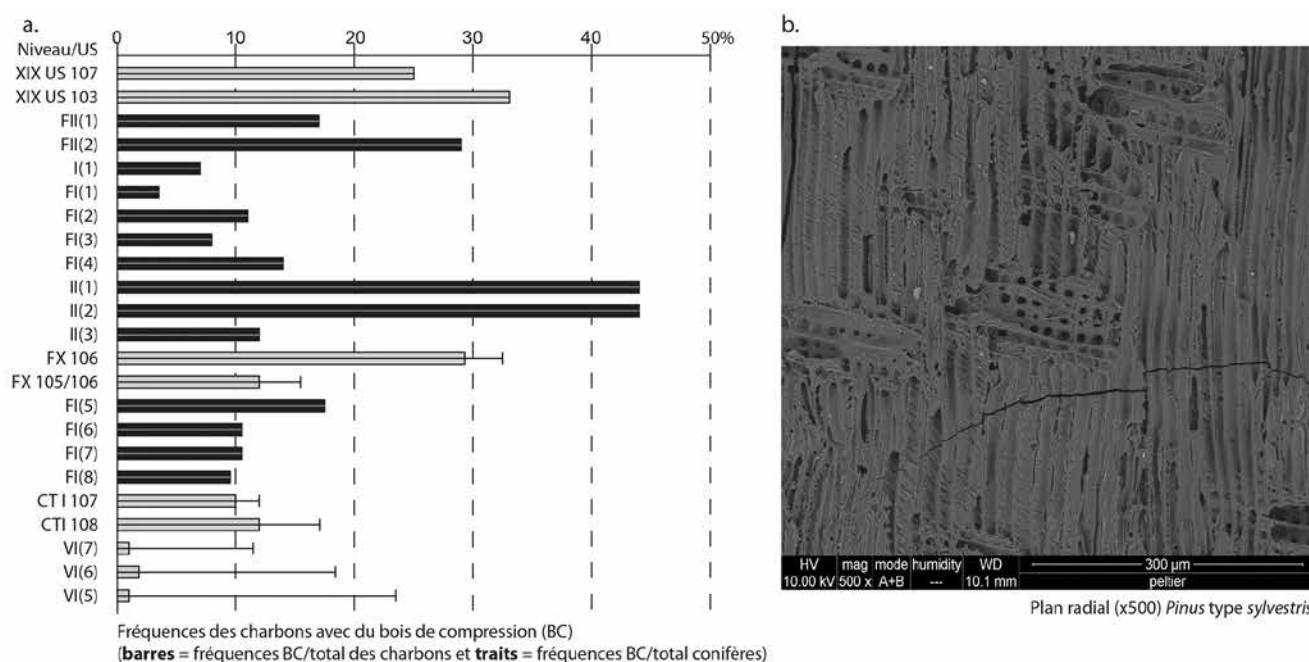 a.
0 10 20 30 40 50%
Niveau/US
XIX US 107
XIX US 103
FII(1)
FII(2)
I(1)
FI(1)
FI(2)
FI(3)
FI(4)
II(1)
II(2)
II(3)
FX 106
FX 105/106
FI(5)
FI(6)
FI(7)
FI(8)
CT I 107
CTI 108
VI(7)
VI(6)
VI(5)
Fréquences des charbons avec du bois de compression (BC)
(barres = fréquences BC/total des charbons et traits = fréquences BC/total conifères)
b.
HV mag mode humidity WD 300 µm
10.00 kV 500 x A+B --- 10.1 mm peltier
Plan radial (x500) Pinus type sylvestris